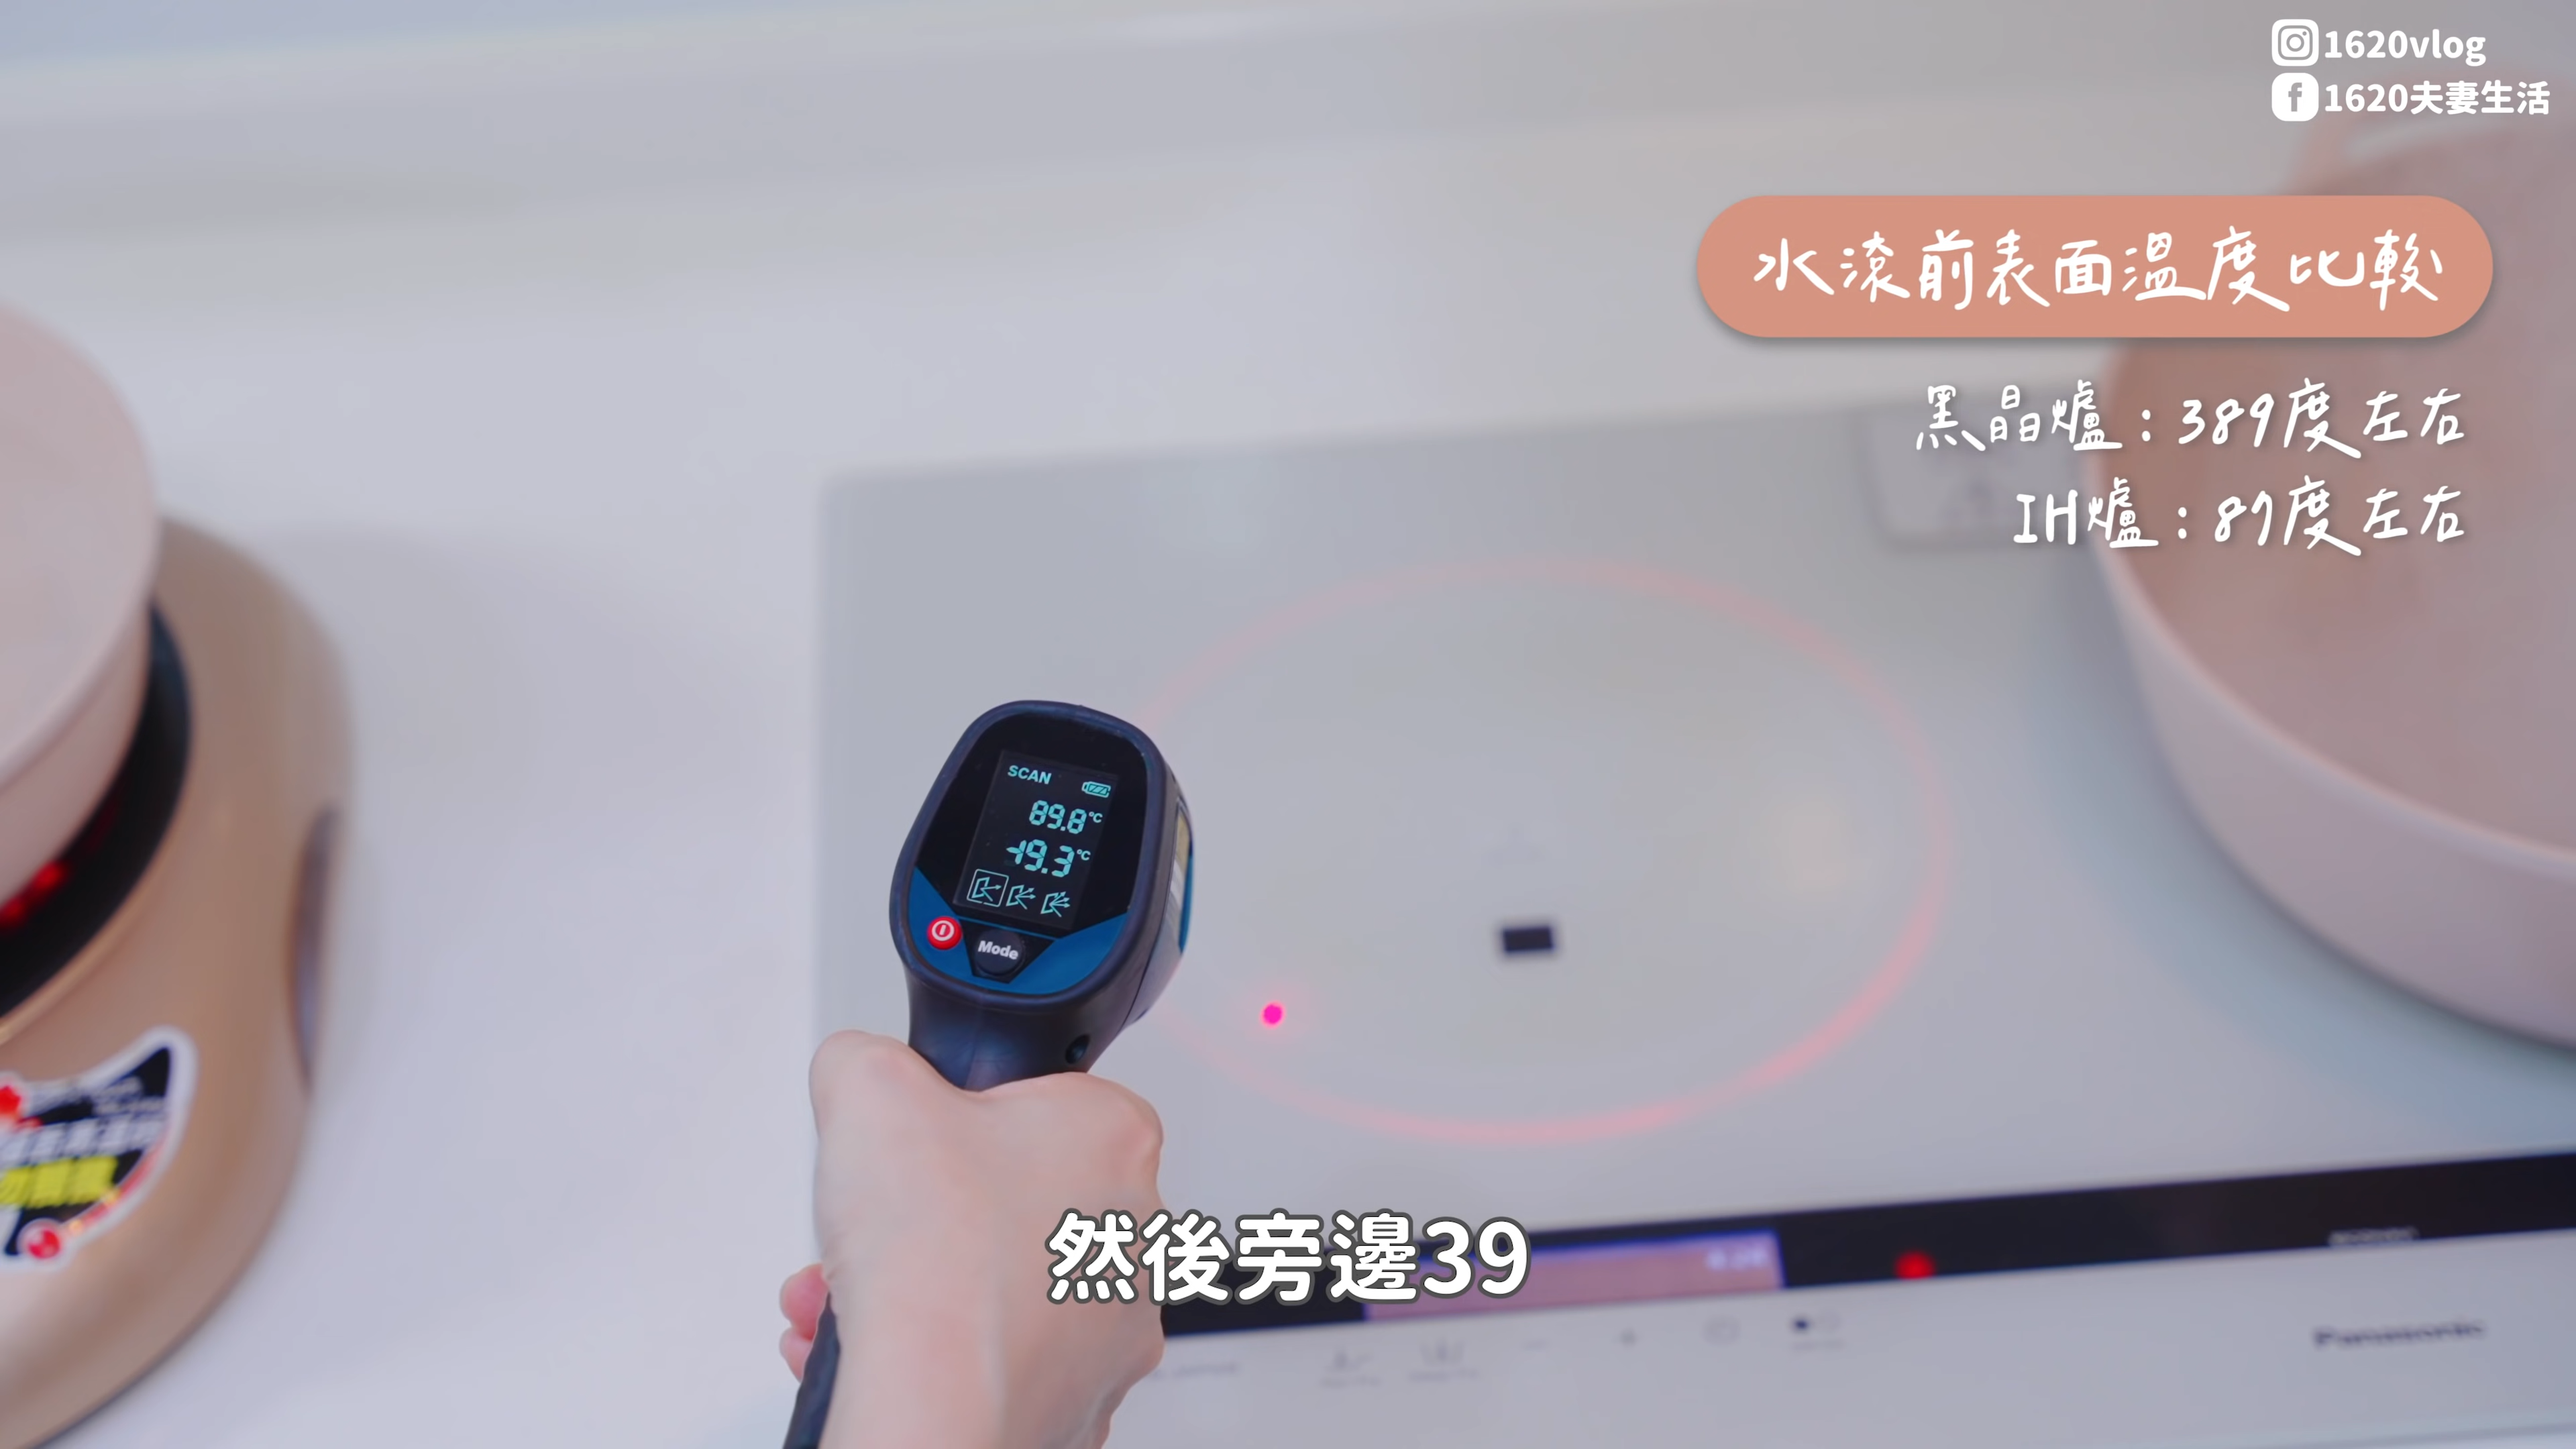 1620vlog
1620夫妻生活
水滾前表面溫度比較
黑晶爐：389度左右
IH爐：87度左右
SCAN
89.8℃
-19.3℃
Mode
然後旁邊39
Panasonic